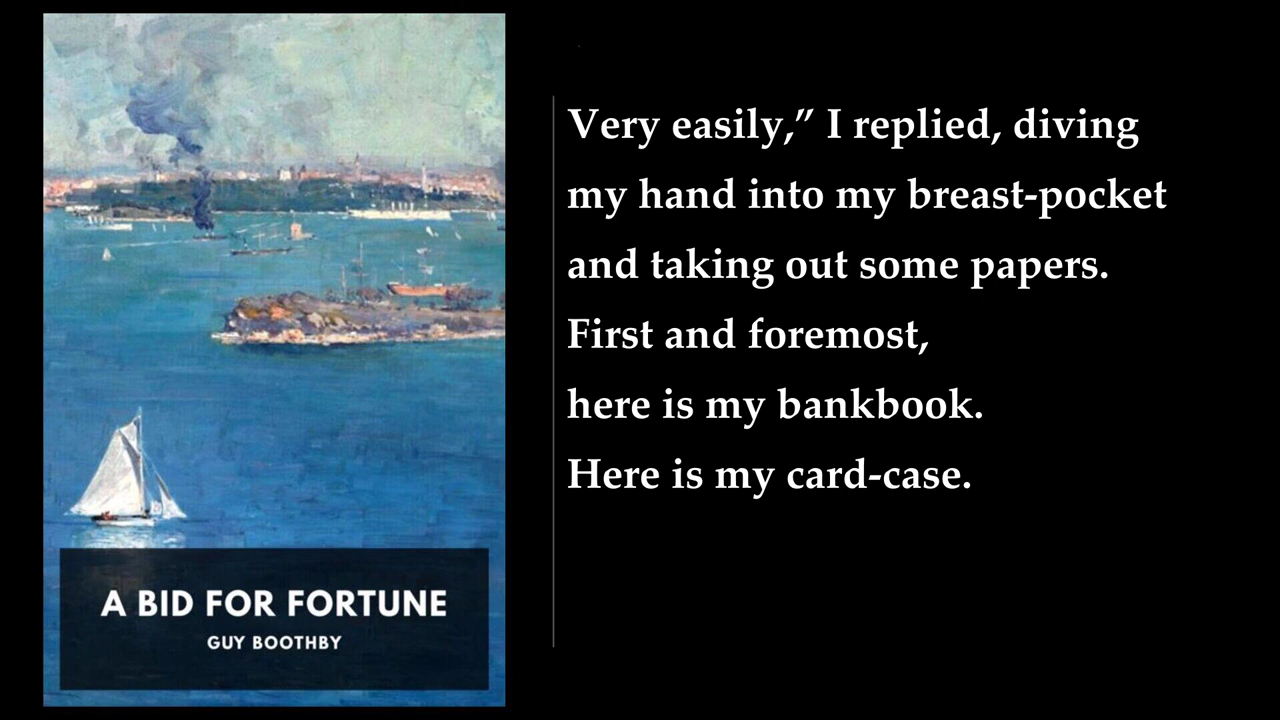 A BID FOR FORTUNE
GUY BOOTHBY
Very easily,” I replied, diving
my hand into my breast-pocket
and taking out some papers.
First and foremost,
here is my bankbook.
Here is my card-case.